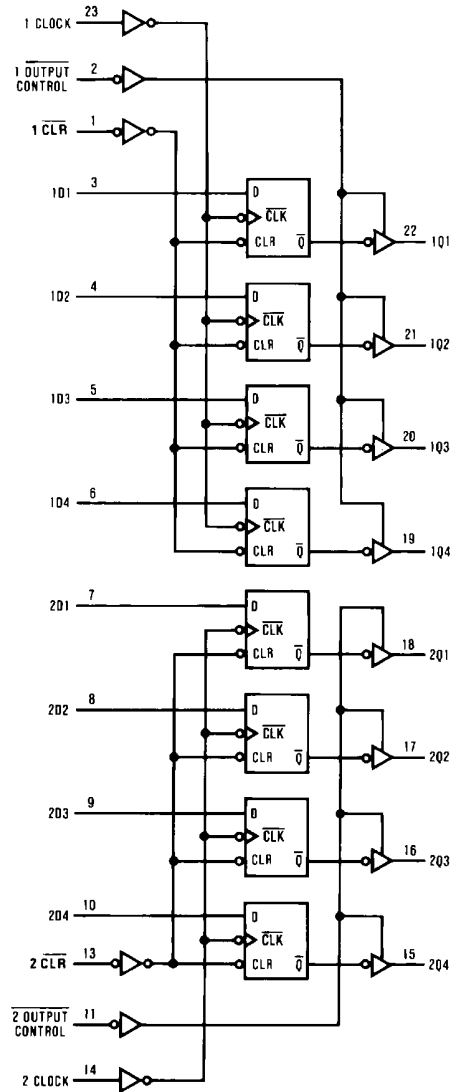 23
1 CLOCK
2
1 OUTPUT
CONTROL
1
1 CLR
3
1D1
D
CLK
22
CLR
Q
1Q1
4
1D2
D
CLK
21
CLR
Q
1Q2
5
1D3
D
CLK
20
CLR
Q
1Q3
6
1D4
D
CLK
19
CLR
Q
1Q4
7
2D1
D
CLK
18
CLR
Q
2Q1
8
2D2
D
CLK
17
CLR
Q
2Q2
9
2D3
D
CLK
16
CLR
Q
2Q3
10
2D4
D
13
CLK
15
2 CLR
CLR
Q
2Q4
11
2 OUTPUT
CONTROL
14
2 CLOCK